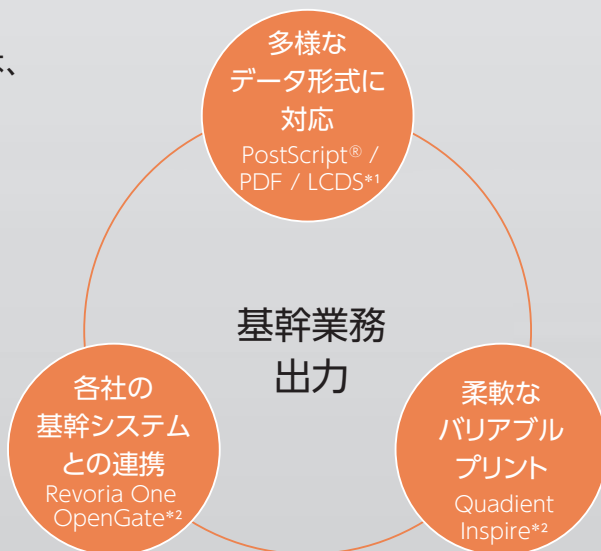 は、
多様な
データ形式に
対応
PostScript® /
PDF / LCDS*1
基幹業務
出力
各社の
基幹システム
との連携
Revoria One
OpenGate*2
柔軟な
バリアブル
プリント
Quadient
Inspire*2